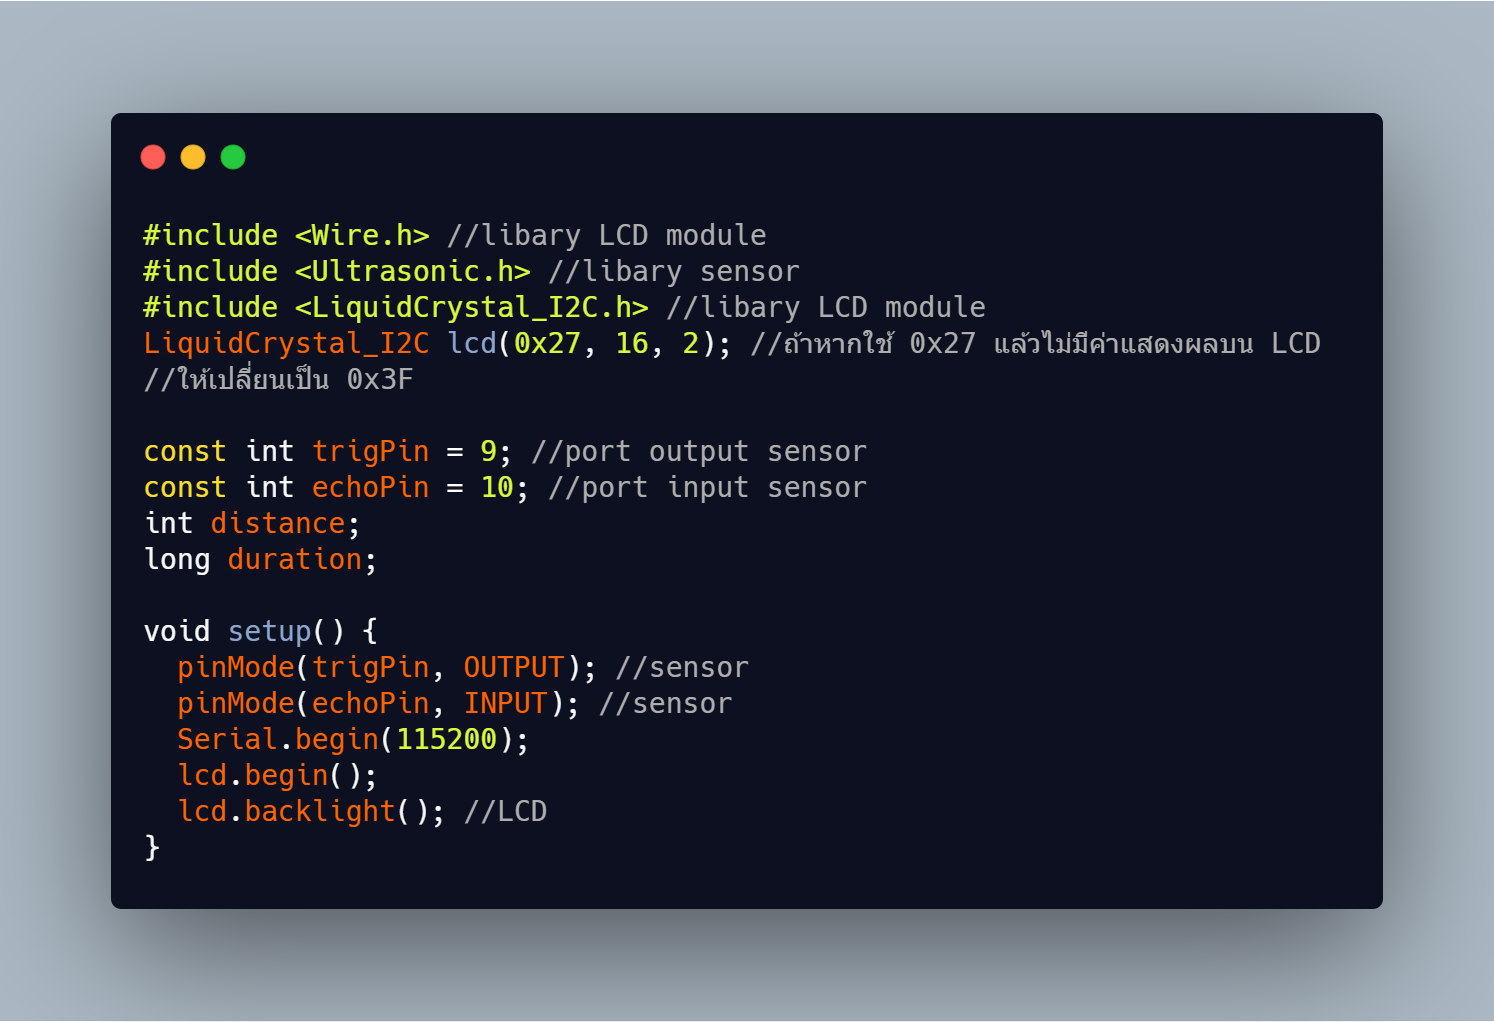 #include <Wire.h> //libary LCD module
#include <Ultrasonic.h> //libary sensor
#include <LiquidCrystal_I2C.h> //libary LCD module
LiquidCrystal_I2C lcd(0x27, 16, 2); //ถ้าหากใช้ 0x27 แล้วไม่มีค่าแสดงผลบน LCD
//ให้เปลี่ยนเป็น 0x3F
const int trigPin = 9; //port output sensor
const int echoPin = 10; //port input sensor
int distance;
long duration;
void setup() {
pinMode(trigPin, OUTPUT); //sensor
pinMode(echoPin, INPUT); //sensor
Serial.begin(115200);
lcd.begin();
lcd.backlight(); //LCD
}